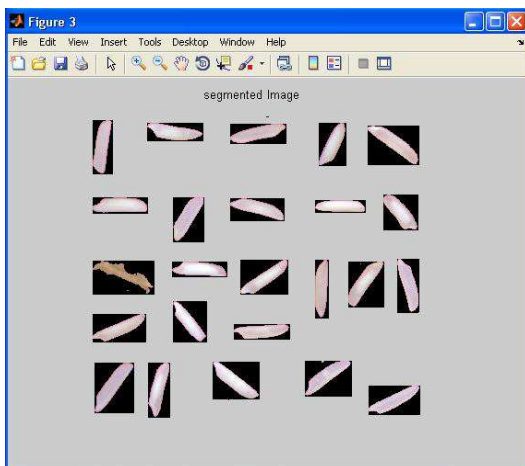 Figure 3
File Edit View Insert Tools Desktop Window Help
segmented Image